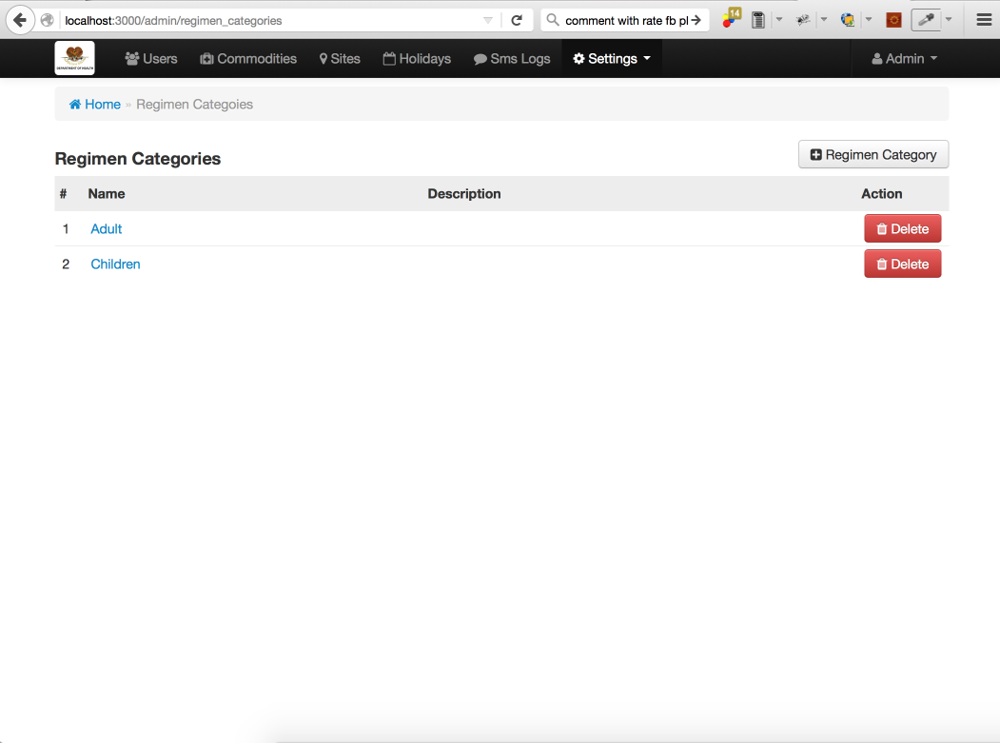 localhost:3000/admin/regimen_categories
comment with rate fb pl
14
DEPARTMENT OF HEALTH
Users Commodities Sites Holidays Sms Logs Settings Admin
Home » Regimen Categoies
Regimen Categories
Regimen Category
# Name Description Action
1 Adult Delete
2 Children Delete